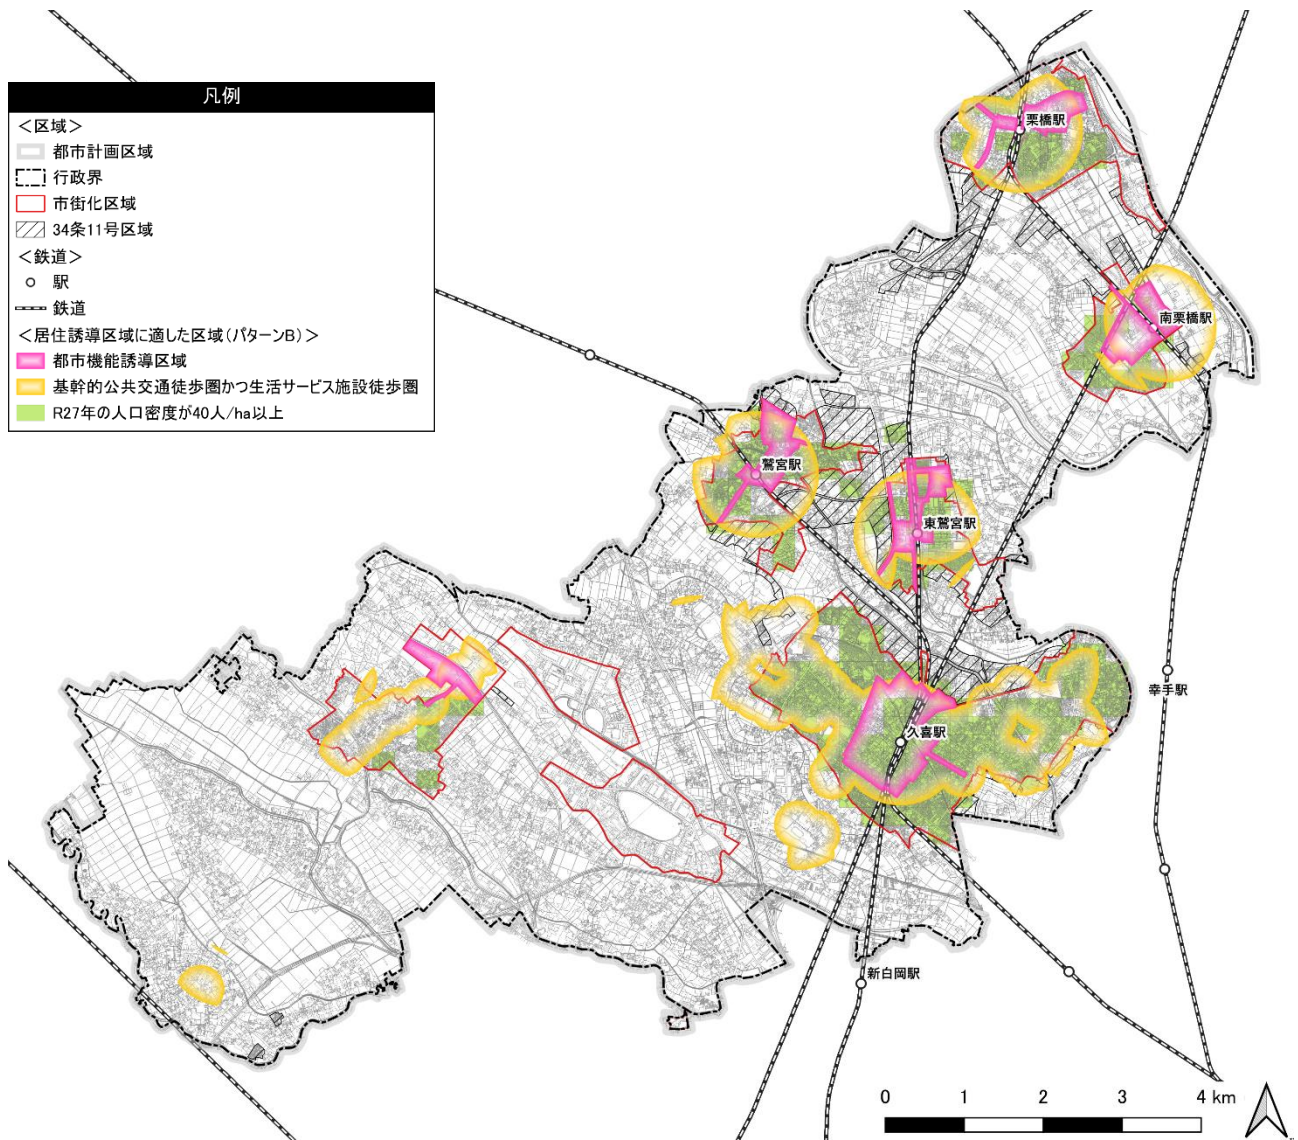 凡例
＜区域＞
都市計画区域
行政界
市街化区域
34条11号区域
＜鉄道＞
駅
鉄道
＜居住誘導区域に適した区域(パターンB)＞
都市機能誘導区域
基幹的公共交通徒歩圏かつ生活サービス施設徒歩圏
R27年の人口密度が40人/ha以上
栗橋駅
南栗橋駅
鷲宮駅
東鷲宮駅
幸手駅
久喜駅
新白岡駅
0 1 2 3 4 km